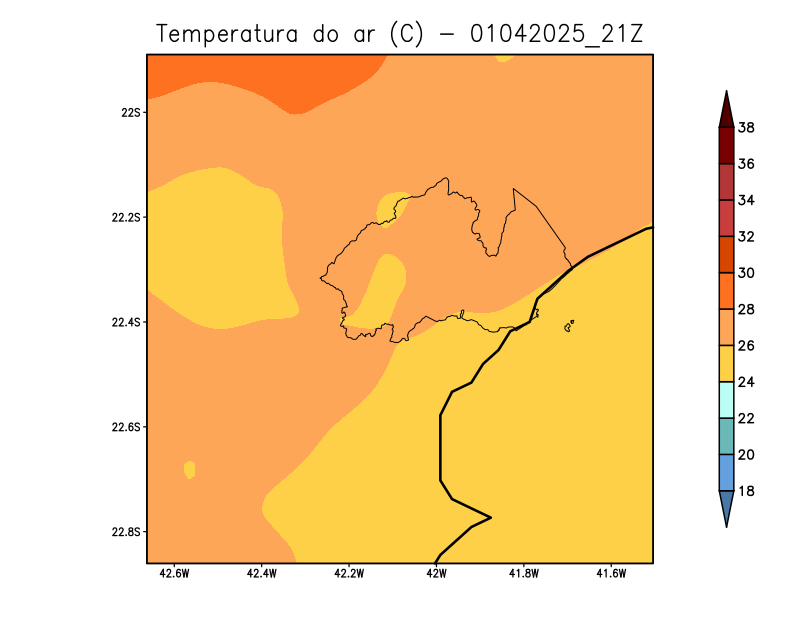 Temperatura do ar (C) − 01042025_21Z
22S
22.2S
22.4S
22.6S
22.8S
42.6W
42.4W
42.2W
42W
41.8W
41.6W
38
36
34
32
30
28
26
24
22
20
18